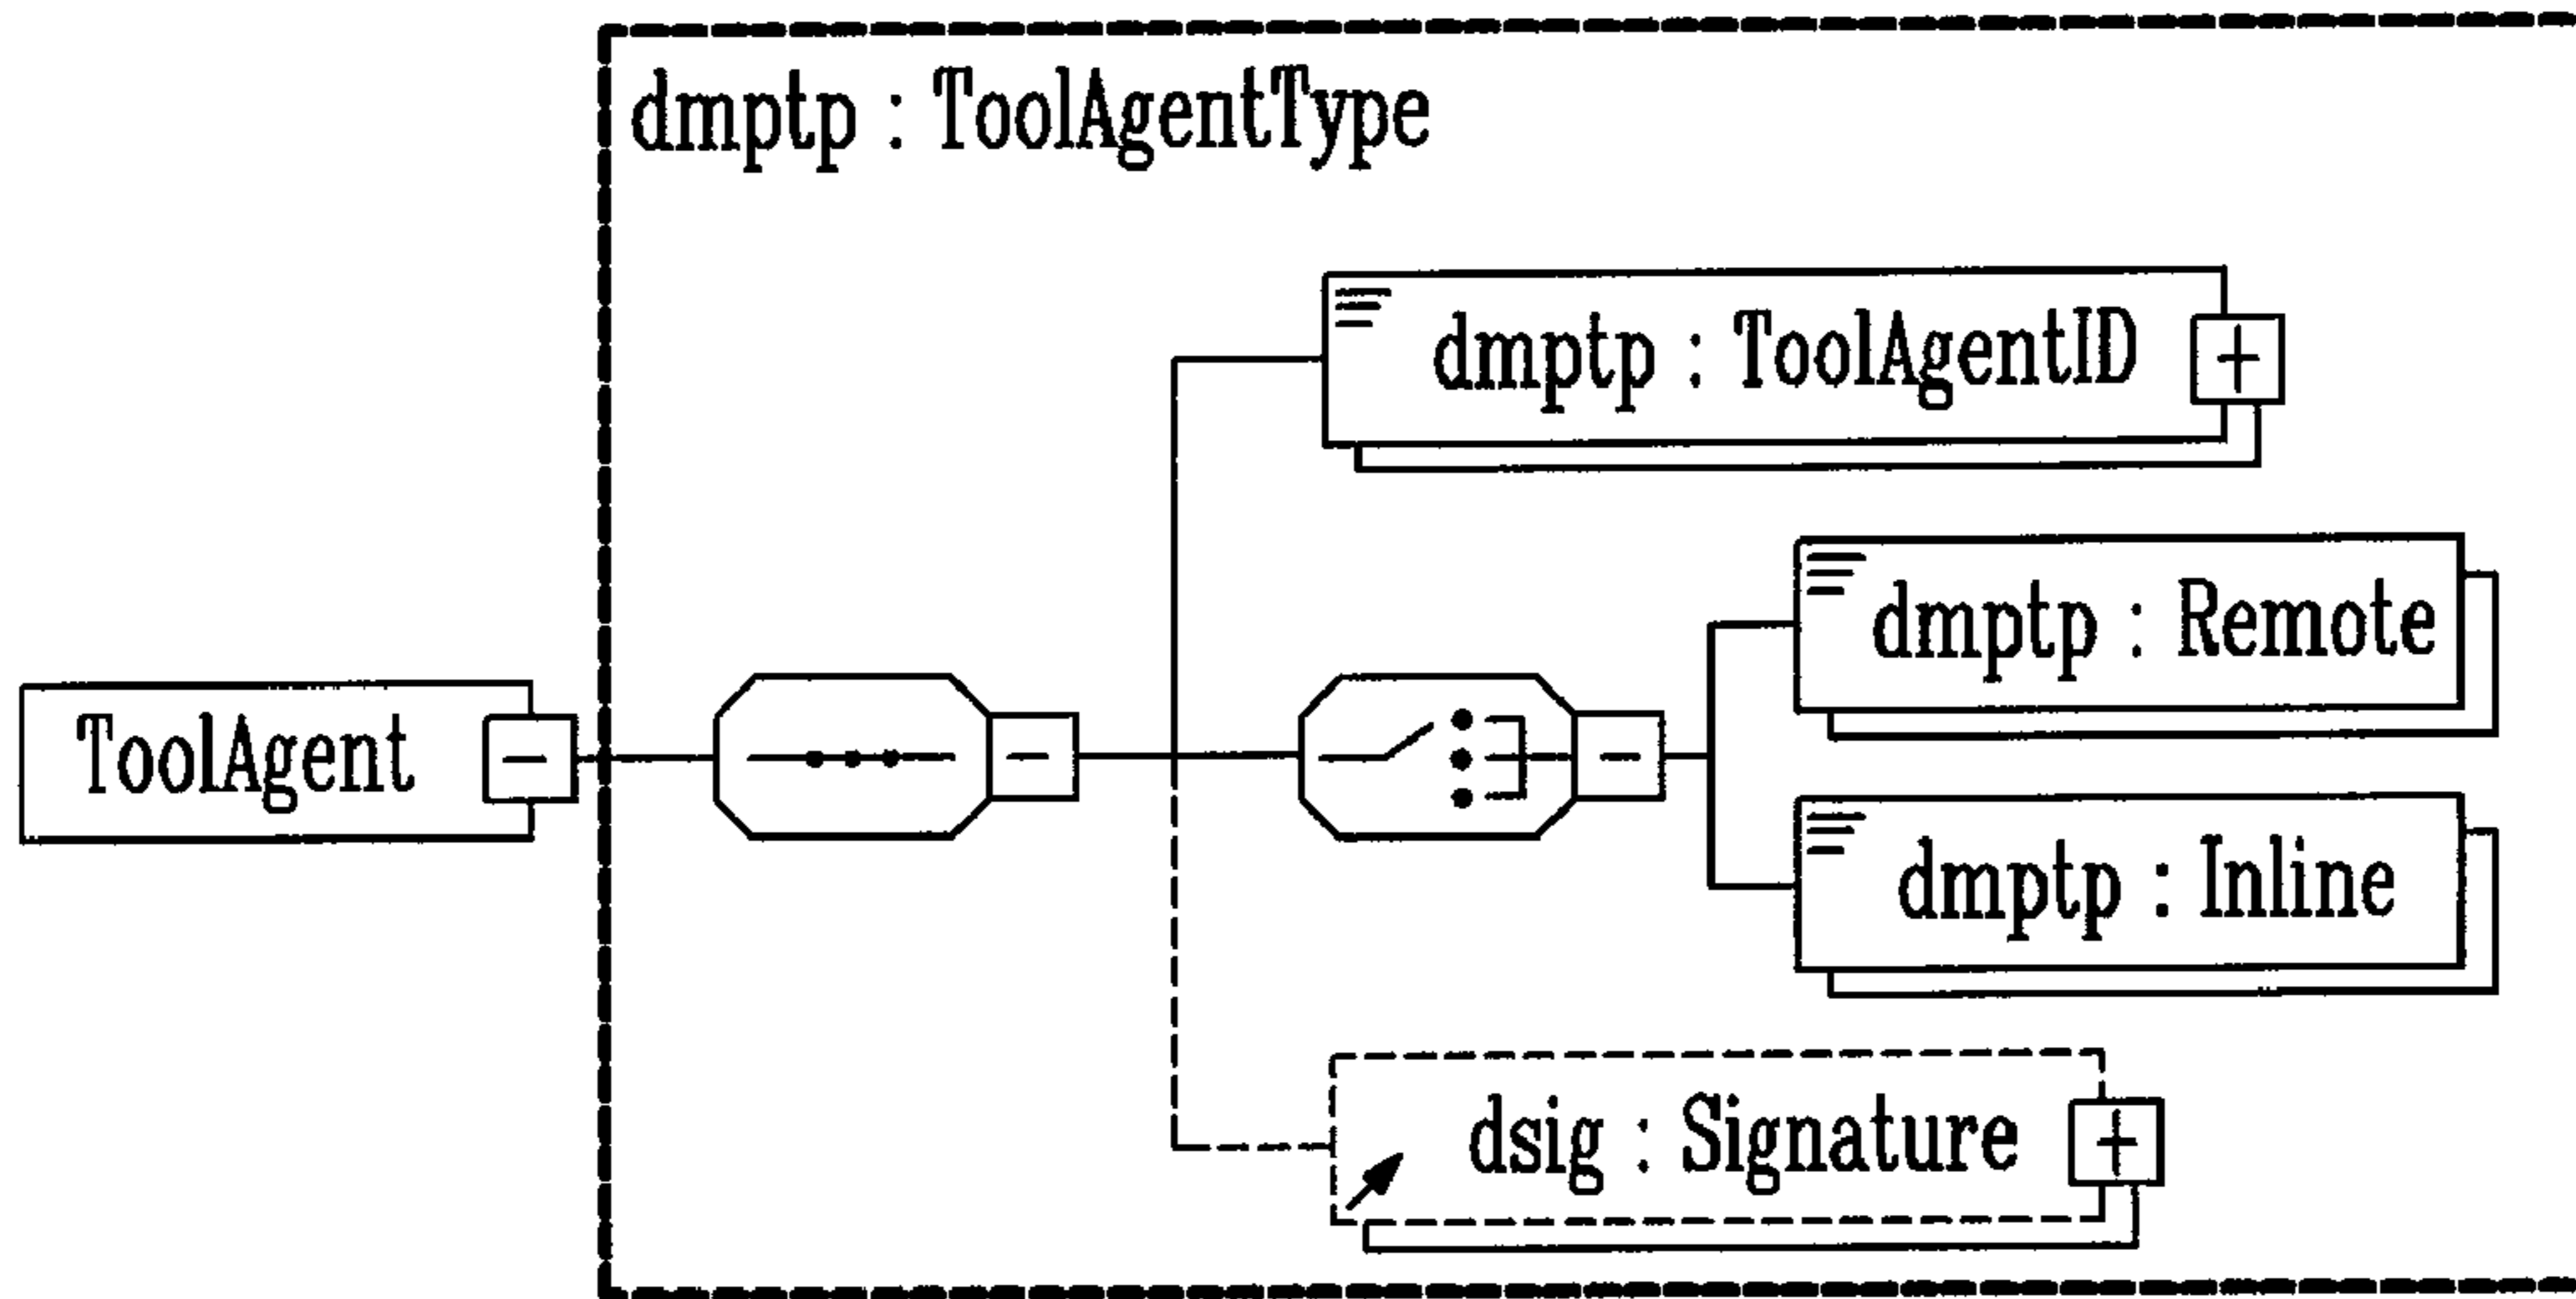 dmptp : ToolAgentType
dmptp : ToolAgentID
dmptp : Remote
ToolAgent
dmptp : Inline
dsig : Signature